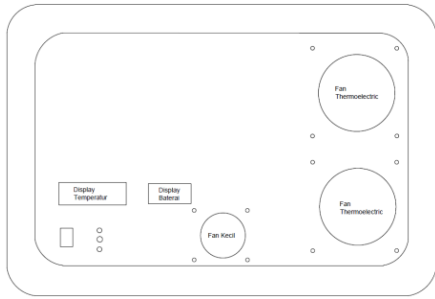 Fan
Thermoelectric
Display
Temperatur
Display
Baterai
Fan
Thermoelectric
Fan Kecil